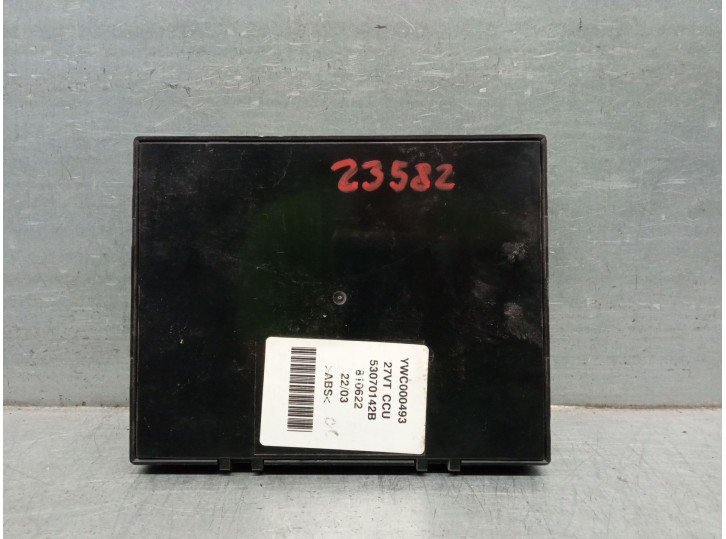 23582
YWC000493
27VT CCU
53070142B
810622
22/03
>ABS<